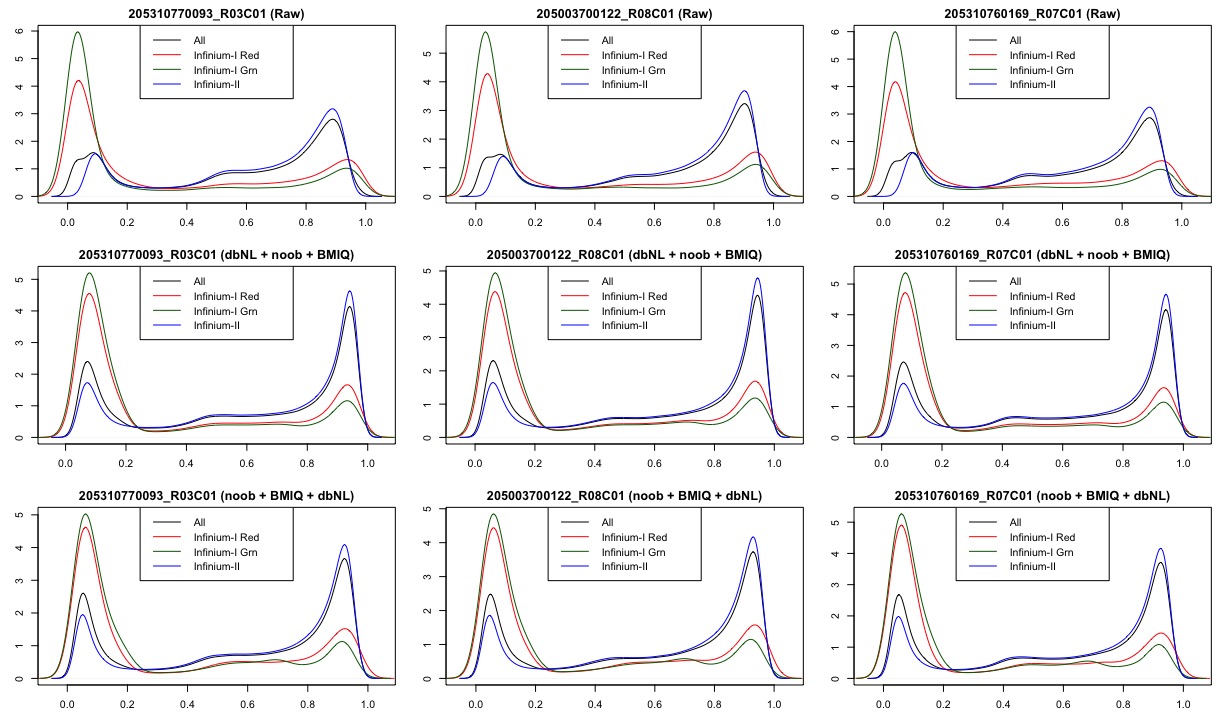 205310770093_R03C01 (Raw)
205003700122_R08C01 (Raw)
205310760169_R07C01 (Raw)
All
Infinium-I Red
Infinium-I Grn
Infinium-II
All
Infinium-I Red
Infinium-I Grn
Infinium-II
All
Infinium-I Red
Infinium-I Grn
Infinium-II
6
5
4
3
2
1
0
5
4
3
2
1
0
6
5
4
3
2
1
0
0.0 0.2 0.4 0.6 0.8 1.0
0.0 0.2 0.4 0.6 0.8 1.0
0.0 0.2 0.4 0.6 0.8 1.0
205310770093_R03C01 (dbNL + noob + BMIQ)
205003700122_R08C01 (dbNL + noob + BMIQ)
205310760169_R07C01 (dbNL + noob + BMIQ)
All
Infinium-I Red
Infinium-I Grn
Infinium-II
All
Infinium-I Red
Infinium-I Grn
Infinium-II
All
Infinium-I Red
Infinium-I Grn
Infinium-II
5
4
3
2
1
0
5
4
3
2
1
0
5
4
3
2
1
0
0.0 0.2 0.4 0.6 0.8 1.0
0.0 0.2 0.4 0.6 0.8 1.0
0.0 0.2 0.4 0.6 0.8 1.0
205310770093_R03C01 (noob + BMIQ + dbNL)
205003700122_R08C01 (noob + BMIQ + dbNL)
205310760169_R07C01 (noob + BMIQ + dbNL)
All
Infinium-I Red
Infinium-I Grn
Infinium-II
All
Infinium-I Red
Infinium-I Grn
Infinium-II
All
Infinium-I Red
Infinium-I Grn
Infinium-II
5
4
3
2
1
0
5
4
3
2
1
0
5
4
3
2
1
0
0.0 0.2 0.4 0.6 0.8 1.0
0.0 0.2 0.4 0.6 0.8 1.0
0.0 0.2 0.4 0.6 0.8 1.0